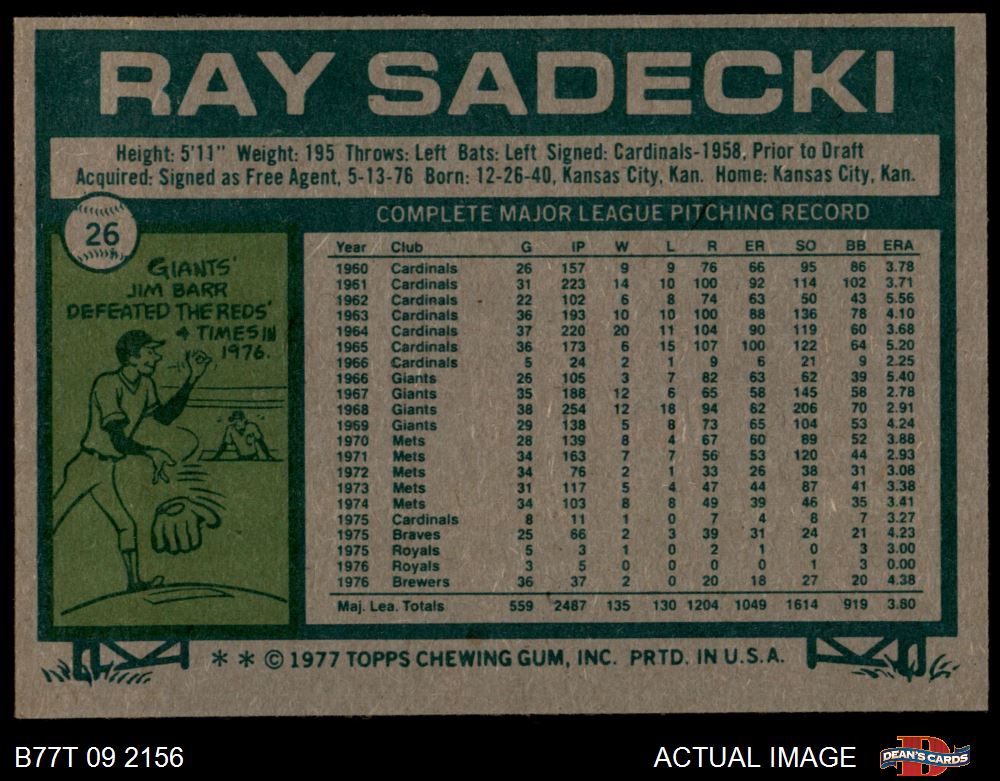 RAY SADECKI
Height: 5'11" Weight: 195 Throws: Left Bats: Left Signed: Cardinals-1958, Prior to Draft
Acquired: Signed as Free Agent, 5-13-76 Born: 12-26-40, Kansas City, Kan. Home: Kansas City, Kan.
26
GIANTS'
JIM BARR
DEFEATED THE REDS'
4 TIMES IN
1976.
COMPLETE MAJOR LEAGUE PITCHING RECORD
Year Club G IP W L R ER SO BB ERA
1960 Cardinals 26 157 9 9 76 66 95 86 3.78
1961 Cardinals 31 223 14 10 100 92 114 102 3.71
1962 Cardinals 22 102 6 8 74 63 50 43 5.56
1963 Cardinals 36 193 10 10 100 88 136 78 4.10
1964 Cardinals 37 220 20 11 104 90 119 60 3.68
1965 Cardinals 36 173 6 15 107 100 122 64 5.20
1966 Cardinals 5 24 2 1 9 6 21 9 2.25
1966 Giants 26 105 3 7 82 63 62 39 5.40
1967 Giants 35 188 12 6 65 58 145 58 2.78
1968 Giants 38 254 12 18 94 82 206 70 2.91
1969 Giants 29 138 5 8 73 65 104 53 4.24
1970 Mets 28 139 8 4 67 60 89 52 3.88
1971 Mets 34 163 7 7 56 53 120 44 2.93
1972 Mets 34 76 2 1 33 26 38 31 3.08
1973 Mets 31 117 5 4 47 44 87 41 3.38
1974 Mets 34 103 8 8 49 39 46 35 3.41
1975 Cardinals 8 11 1 0 7 4 8 7 3.27
1975 Braves 25 66 2 3 39 31 24 21 4.23
1975 Royals 5 3 1 0 2 1 0 3 3.00
1976 Royals 3 5 0 0 0 0 1 3 0.00
1976 Brewers 36 37 2 0 20 18 27 20 4.38
Maj. Lea. Totals 559 2487 135 130 1204 1049 1614 919 3.80
* * © 1977 TOPPS CHEWING GUM, INC. PRTD. IN U.S.A.
B77T 09 2156
ACTUAL IMAGE
DEAN'S CARDS